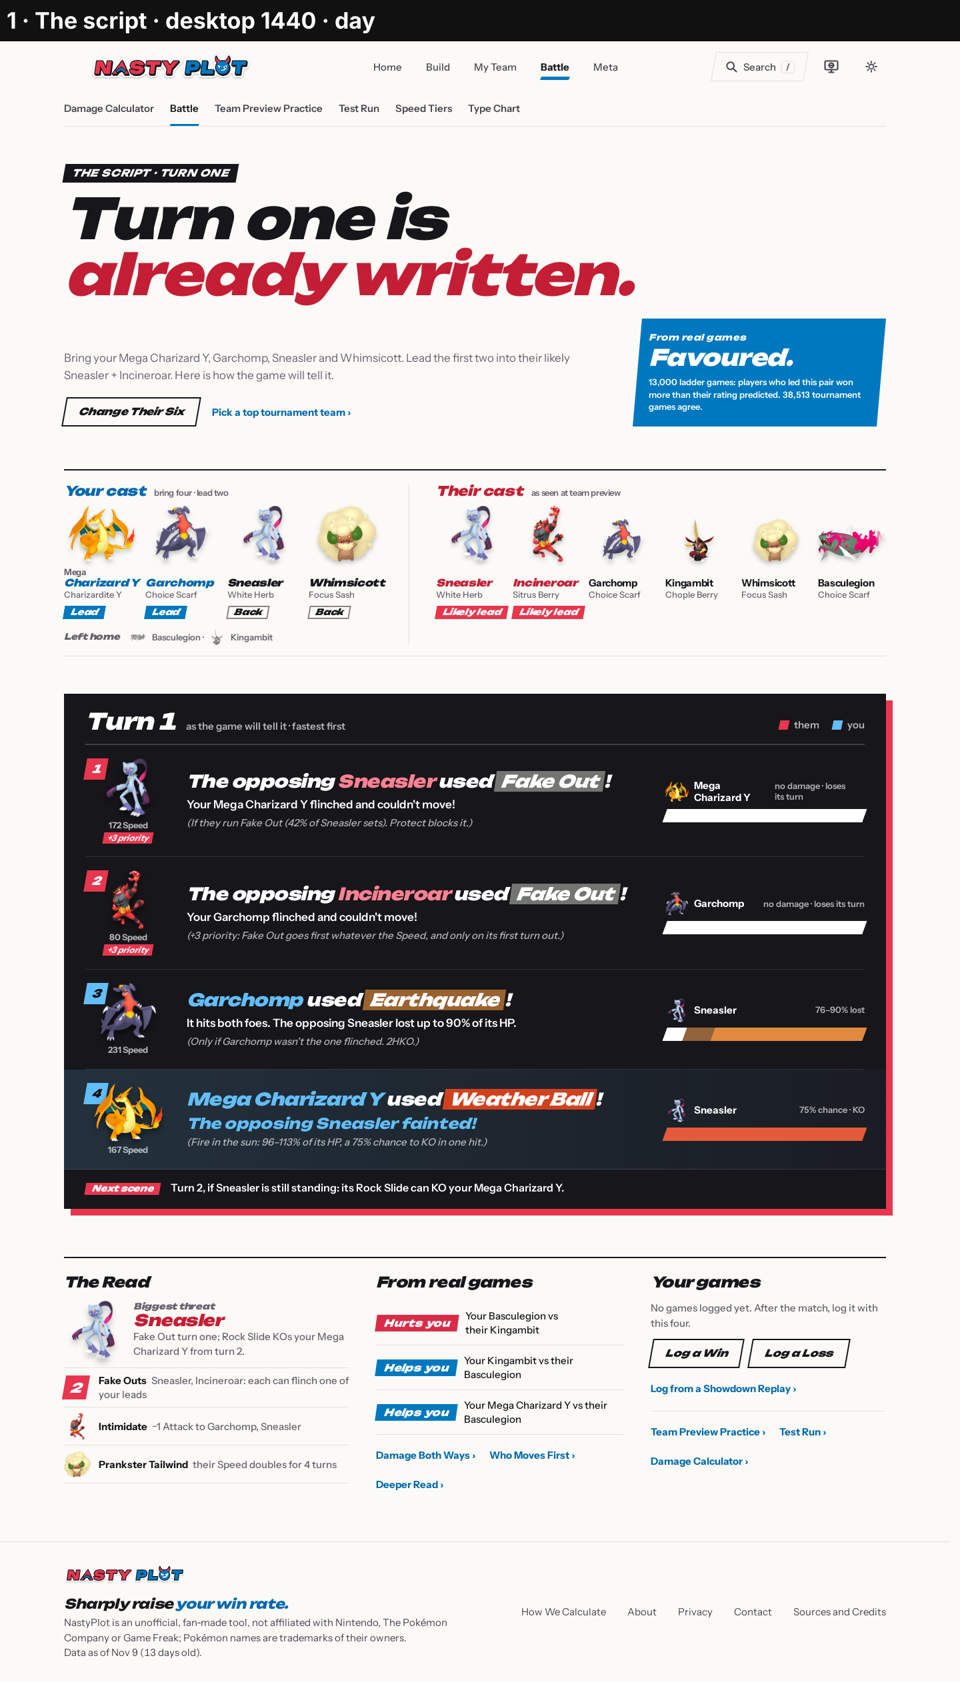 1 · The script · desktop 1440 · day
NASTY PLOT
Home Build My Team Battle Meta
Search /
Damage Calculator Battle Team Preview Practice Test Run Speed Tiers Type Chart
THE SCRIPT · TURN ONE
Turn one is
already written.
Bring your Mega Charizard Y, Garchomp, Sneasler and Whimsicott. Lead the first two into their likely
Sneasler + Incineroar. Here is how the game will tell it.
Change Their Six Pick a top tournament team ›
From real games
Favoured.
13,000 ladder games: players who led this pair won
more than their rating predicted. 38,513 tournament
games agree.
Your cast bring four · lead two
Mega
Charizard Y Garchomp Sneasler Whimsicott
Charizardite Y Choice Scarf White Herb Focus Sash
Lead Lead Back Back
Left home Basculegion · Kingambit
Their cast as seen at team preview
Sneasler Incineroar Garchomp Kingambit Whimsicott Basculegion
White Herb Sitrus Berry Choice Scarf Chople Berry Focus Sash Choice Scarf
Likely lead Likely lead
Turn 1 as the game will tell it · fastest first
them you
1
172 Speed
+3 priority
The opposing Sneasler used Fake Out !
Your Mega Charizard Y flinched and couldn't move!
(If they run Fake Out (42% of Sneasler sets). Protect blocks it.)
Mega
Charizard Y
no damage · loses
its turn
2
80 Speed
+3 priority
The opposing Incineroar used Fake Out !
Your Garchomp flinched and couldn't move!
(+3 priority: Fake Out goes first whatever the Speed, and only on its first turn out.)
Garchomp no damage · loses its turn
3
231 Speed
Garchomp used Earthquake !
It hits both foes. The opposing Sneasler lost up to 90% of its HP.
(Only if Garchomp wasn't the one flinched. 2HKO.)
Sneasler 76–90% lost
4
167 Speed
Mega Charizard Y used Weather Ball !
The opposing Sneasler fainted!
(Fire in the sun: 96–113% of its HP, a 75% chance to KO in one hit.)
Sneasler 75% chance · KO
Next scene Turn 2, if Sneasler is still standing: its Rock Slide can KO your Mega Charizard Y.
The Read
Biggest threat
Sneasler
Fake Out turn one; Rock Slide KOs your Mega
Charizard Y from turn 2.
2 Fake Outs Sneasler, Incineroar: each can flinch one of
your leads
Intimidate −1 Attack to Garchomp, Sneasler
Prankster Tailwind their Speed doubles for 4 turns
From real games
Hurts you Your Basculegion vs
their Kingambit
Helps you Your Kingambit vs their
Basculegion
Helps you Your Mega Charizard Y vs their
Basculegion
Damage Both Ways › Who Moves First ›
Deeper Read ›
Your games
No games logged yet. After the match, log it with
this four.
Log a Win Log a Loss
Log from a Showdown Replay ›
Team Preview Practice › Test Run ›
Damage Calculator ›
NASTY PLOT
Sharply raise your win rate.
NastyPlot is an unofficial, fan-made tool, not affiliated with Nintendo, The Pokémon
Company or Game Freak; Pokémon names are trademarks of their owners.
Data as of Nov 9 (13 days old).
How We Calculate About Privacy Contact Sources and Credits